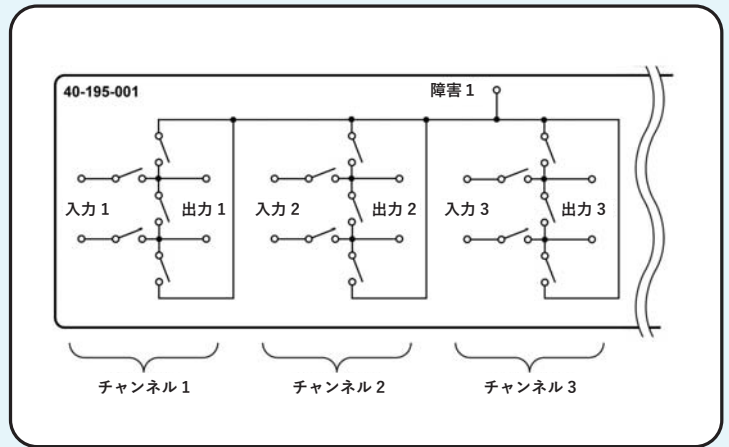 40-195-001
障害 1
入力 1
出力 1
入力 2
出力 2
入力 3
出力 3
チャンネル 1
チャンネル 2
チャンネル 3